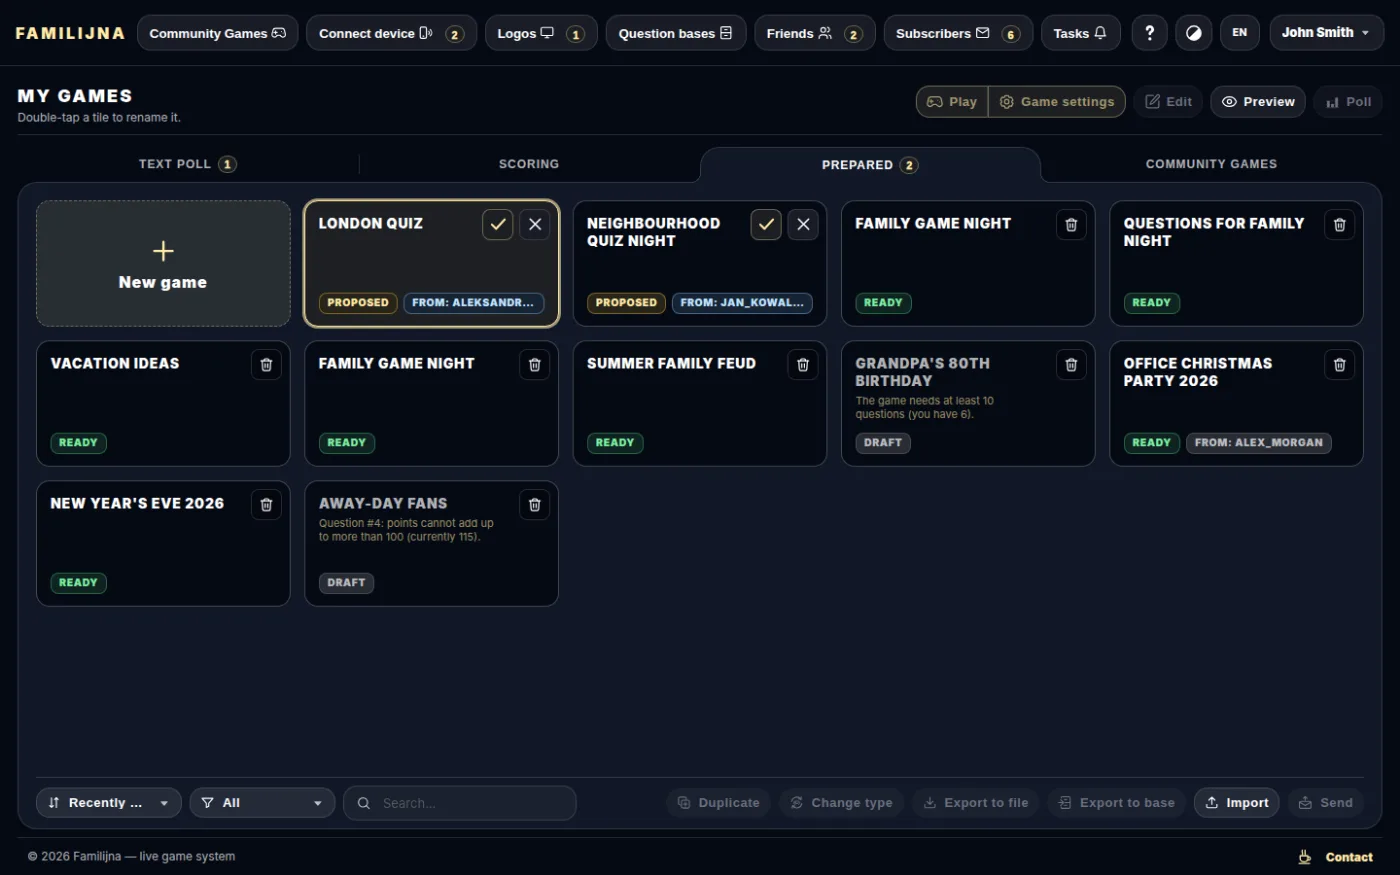 FAMILIJNA
Community Games
Connect device 2
Logos 1
Question bases
Friends 2
Subscribers 6
Tasks
?
EN
John Smith
MY GAMES
Double-tap a tile to rename it.
Play
Game settings
Edit
Preview
Poll
TEXT POLL 1
SCORING
PREPARED 2
COMMUNITY GAMES
New game
LONDON QUIZ
PROPOSED
FROM: ALEKSANDR...
NEIGHBOURHOOD
QUIZ NIGHT
PROPOSED
FROM: JAN_KOWAL...
FAMILY GAME NIGHT
READY
QUESTIONS FOR FAMILY
NIGHT
READY
VACATION IDEAS
READY
FAMILY GAME NIGHT
READY
SUMMER FAMILY FEUD
READY
GRANDPA'S 80TH
BIRTHDAY
The game needs at least 10
questions (you have 6).
DRAFT
OFFICE CHRISTMAS
PARTY 2026
READY
FROM: ALEX_MORGAN
NEW YEAR'S EVE 2026
READY
AWAY-DAY FANS
Question #4: points cannot add up
to more than 100 (currently 115).
DRAFT
Recently ...
All
Search...
Duplicate
Change type
Export to file
Export to base
Import
Send
© 2026 Familijna — live game system
Contact